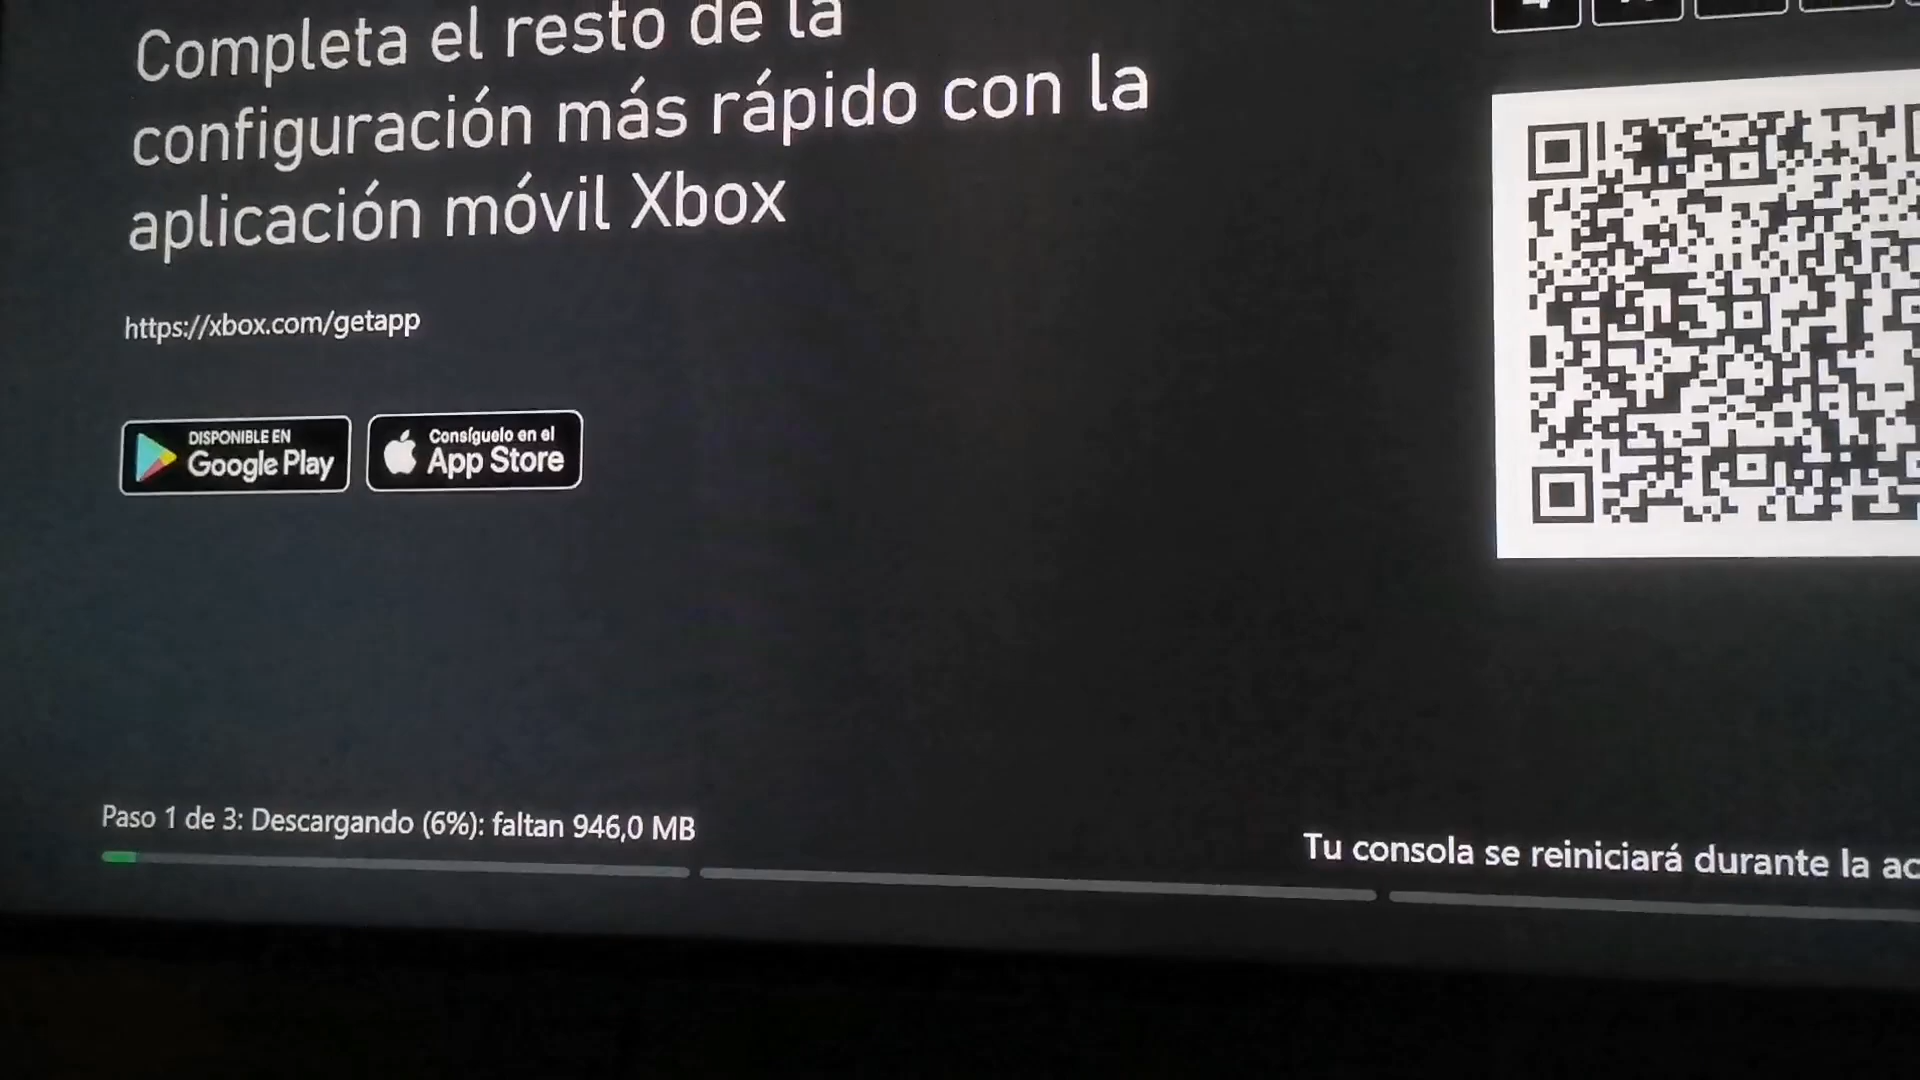 Completa el resto de la
configuración más rápido con la
aplicación móvil Xbox
https://xbox.com/getapp
DISPONIBLE EN
Google Play
Consíguelo en el
App Store
Paso 1 de 3: Descargando (6%): faltan 946,0 MB
Tu consola se reiniciará durante la